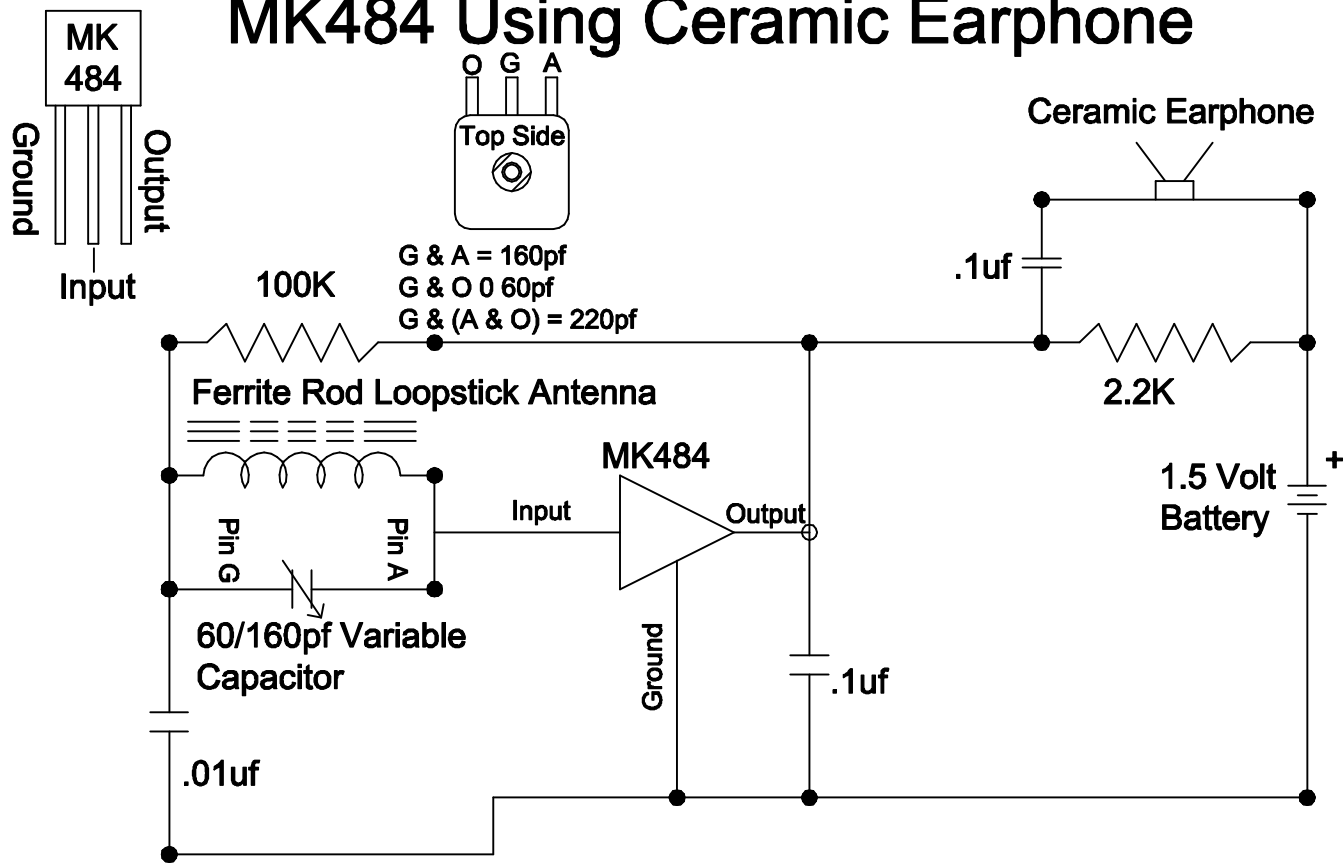 MK484 Using Ceramic Earphone
MK
484
Ground
Output
Input
O G A
Top Side
G & A = 160pf
G & O 0 60pf
G & (A & O) = 220pf
Ceramic Earphone
.1uf
100K
2.2K
Ferrite Rod Loopstick Antenna
MK484
Input
Output
Ground
Pin G
Pin A
60/160pf Variable
Capacitor
+
1.5 Volt
Battery
.1uf
.01uf